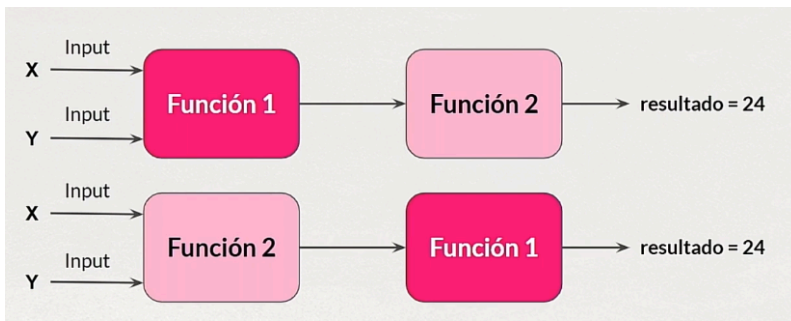 Input
X
Función 1
Función 2
resultado = 24
Input
Y
Input
X
Función 2
Función 1
resultado = 24
Input
Y